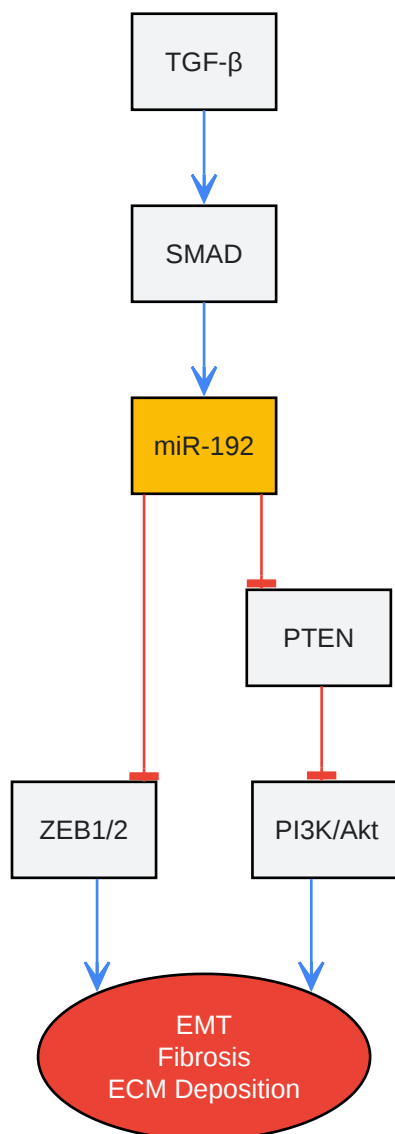 TGF-β
SMAD
miR-192
PTEN
ZEB1/2
PI3K/Akt
EMT
Fibrosis
ECM Deposition